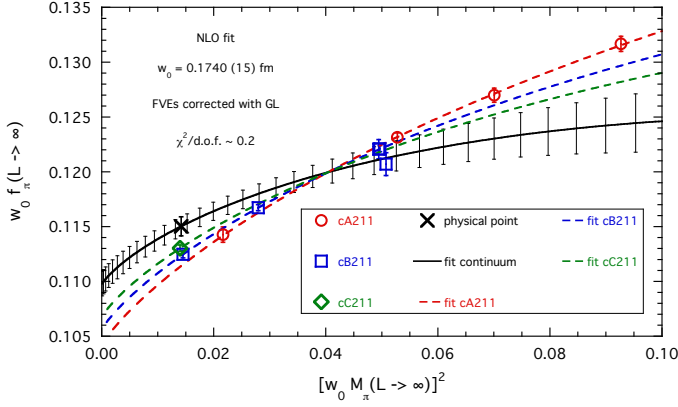 0.135
0.130
0.125
0.120
0.115
0.110
0.105
w₀ f_π(L -> ∞)
NLO fit
w₀ = 0.1740 (15) fm
FVEs corrected with GL
χ²/d.o.f. ~ 0.2
cA211 physical point fit cB211
cB211 fit continuum fit cC211
cC211 fit cA211
0.00 0.02 0.04 0.06 0.08 0.10
[w₀ M_π(L -> ∞)]²